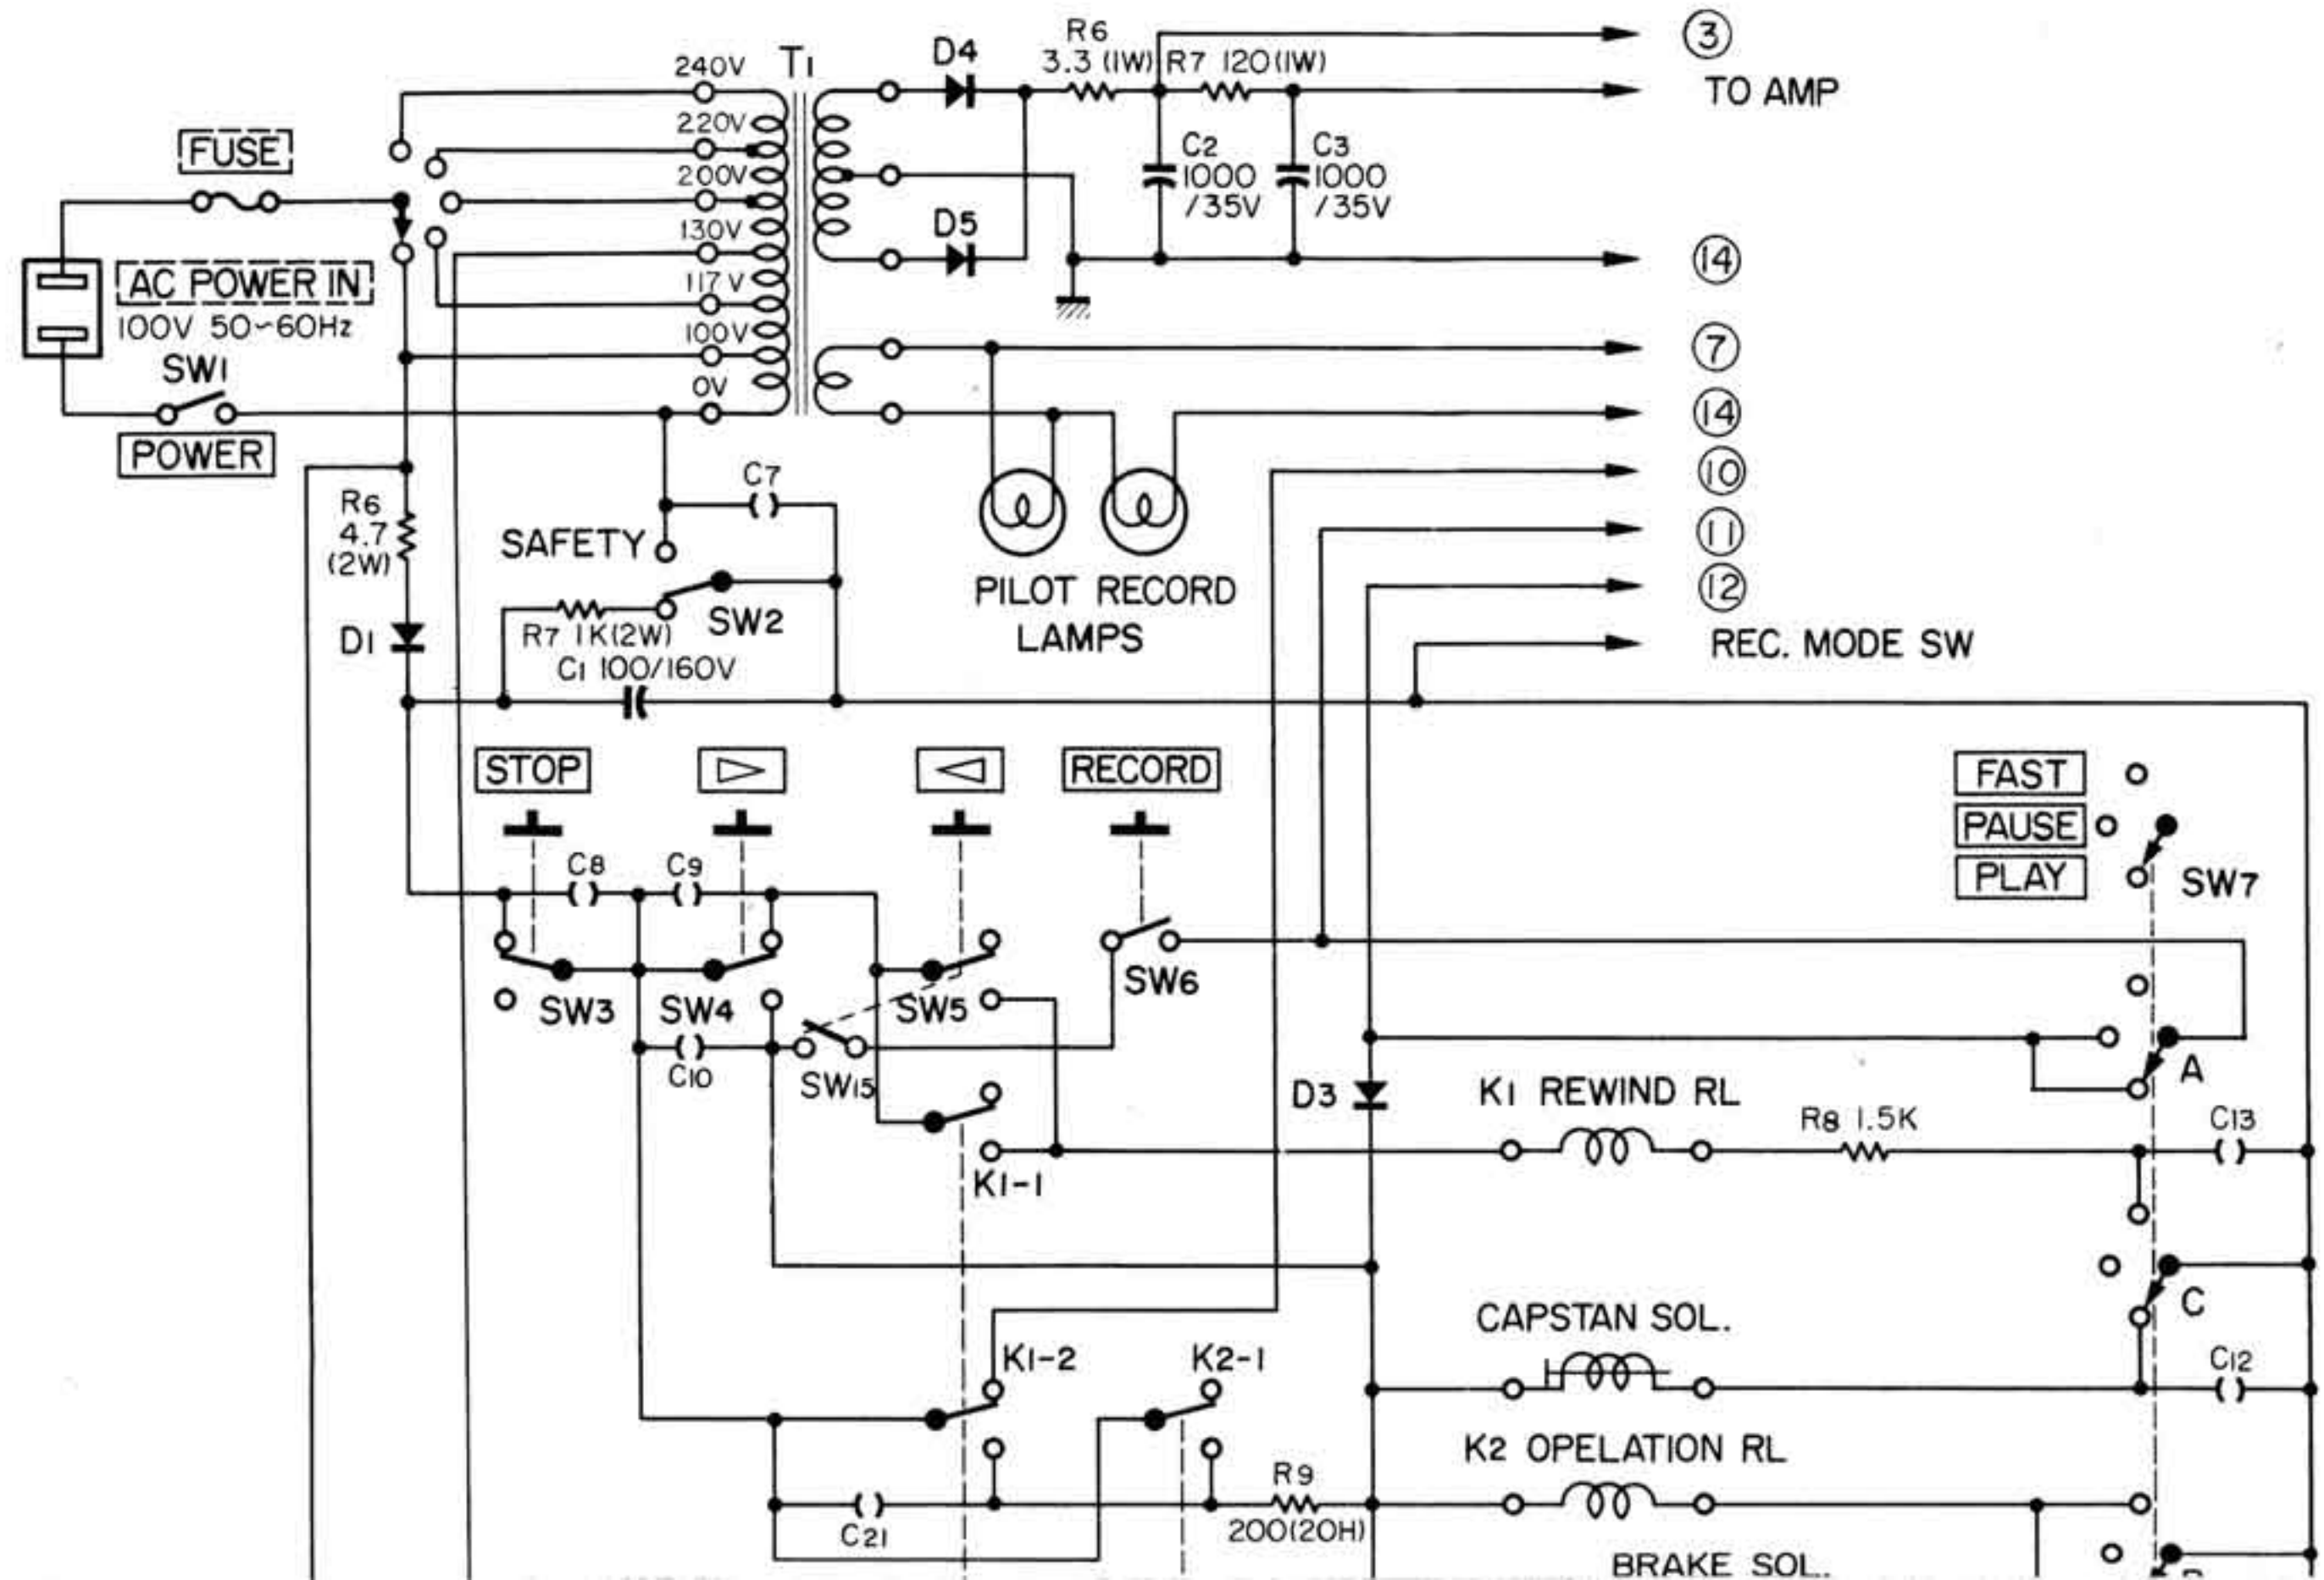 R6
3.3 (1W) R7 120(1W)
3
TO AMP
D4
T1
240V
220V
200V
130V
117V
100V
0V
FUSE
AC POWER IN
100V 50~60Hz
SW1
POWER
C2
1000
/35V
C3
1000
/35V
D5
14
7
14
10
11
12
REC. MODE SW
C7
R6
4.7
(2W)
SAFETY
SW2
R7 1K(2W)
C1 100/160V
D1
PILOT RECORD
LAMPS
STOP
▷
◁
RECORD
FAST
PAUSE
PLAY
SW7
C8
C9
SW3
SW4
SW5
SW6
C10
SW15
A
D3
K1 REWIND RL
R8 1.5K
C13
K1-1
C
CAPSTAN SOL.
C12
K1-2
K2-1
K2 OPELATION RL
R9
200(20H)
C21
BRAKE SOL.